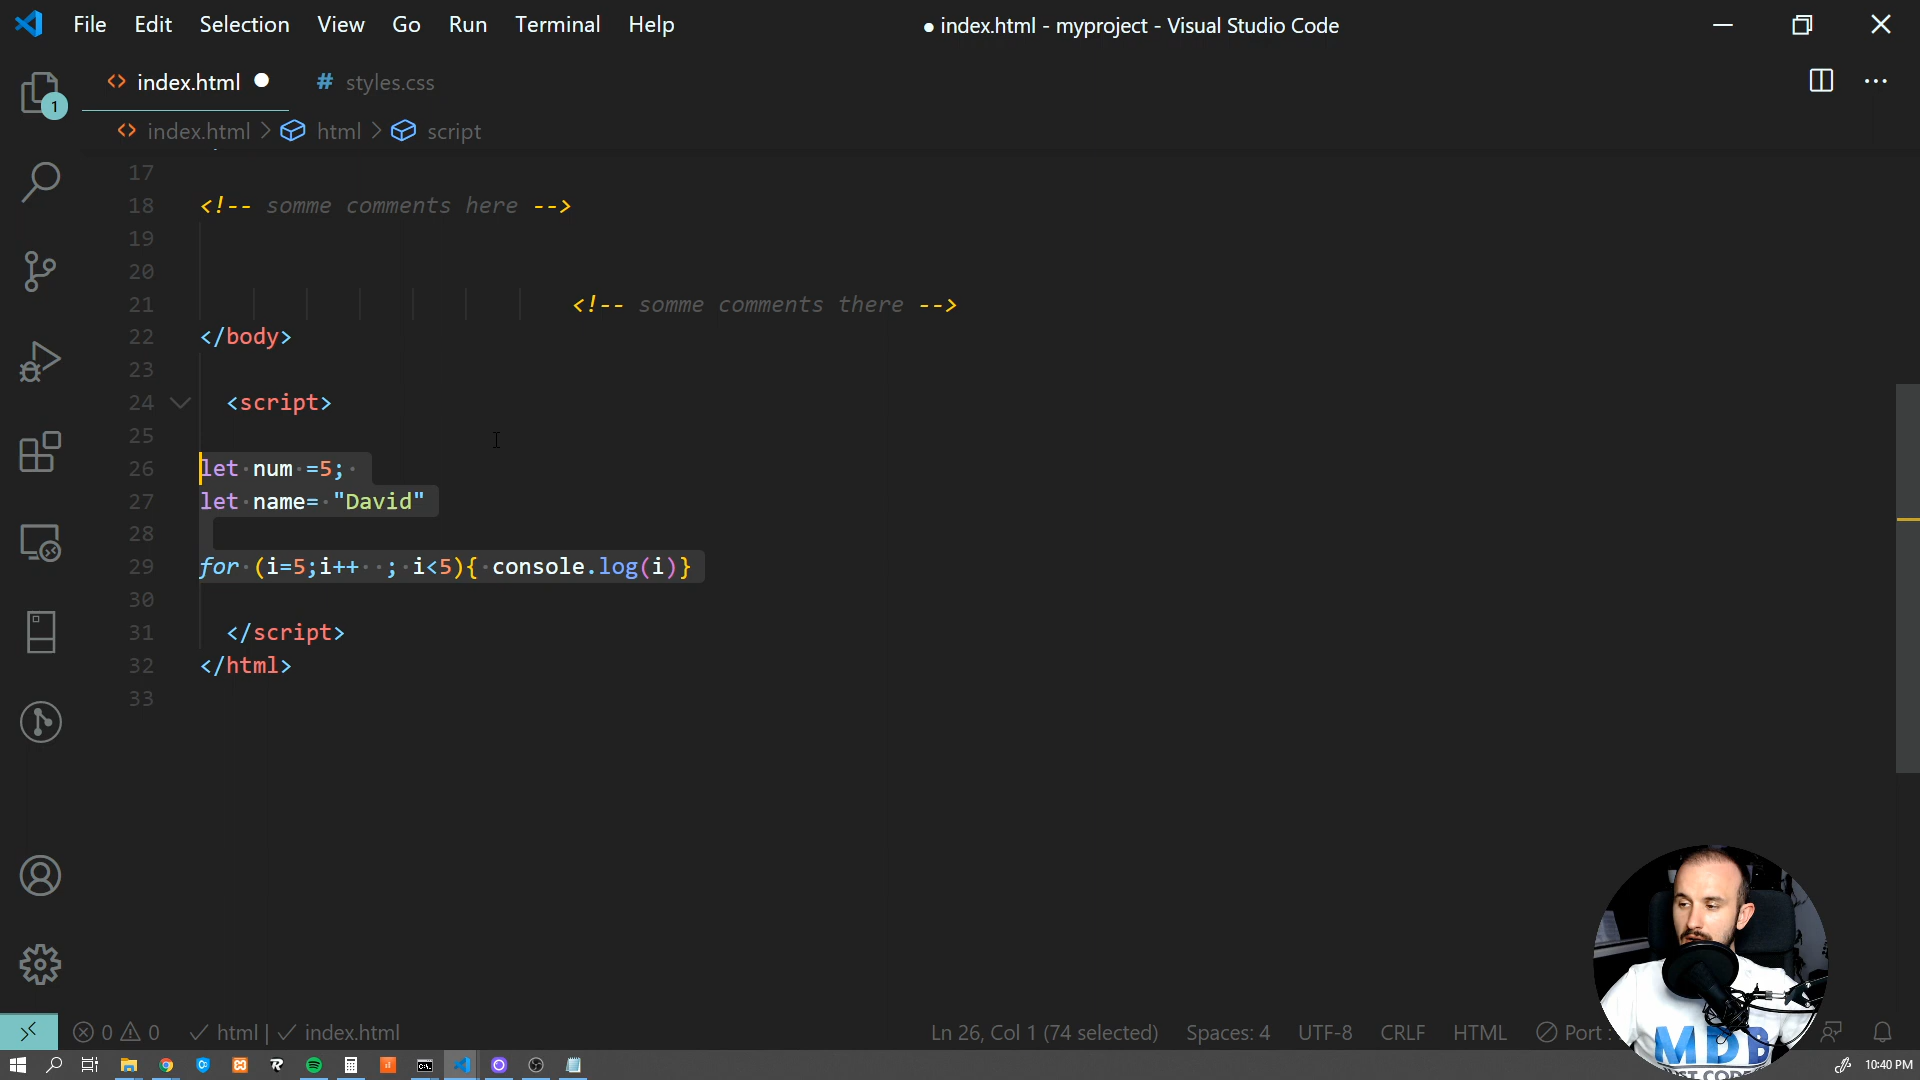 File Edit Selection View Go Run Terminal Help
● index.html - myproject - Visual Studio Code
index.html
# styles.css
1
index.html > html > script
17
18 <!-- somme comments here -->
19
20
21 <!-- somme comments there -->
22 </body>
23
24 <script>
25
26 let num =5;
27 let name= "David"
28
29 for (i=5;i++ ; i<5){ console.log(i)}
30
31 </script>
32 </html>
33
0 0 html | index.html
Ln 26, Col 1 (74 selected) Spaces: 4 UTF-8 CRLF HTML Port :
MDB
10:40 PM